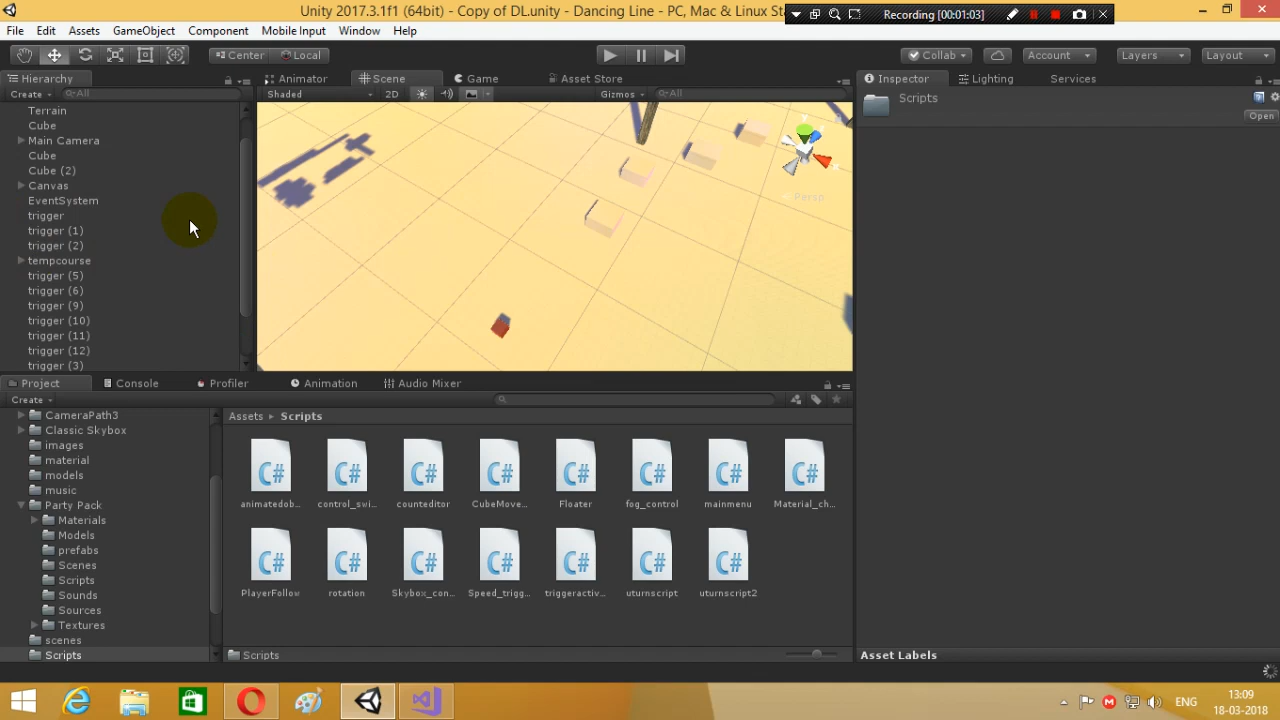 Unity 2017.3.1f1 (64bit) - Copy of DL.unity - Dancing Line - PC, Mac & Linux Sta
Recording [00:01:03]
File Edit Assets GameObject Component Mobile Input Window Help
Center Local Collab Account Layers Layout
Hierarchy Animator Scene Game Asset Store Inspector Lighting Services
Create All Shaded 2D Gizmos All Scripts
Open
Terrain
Cube
Main Camera
Cube
Cube (2)
Canvas
EventSystem
trigger
trigger (1)
trigger (2)
tempcourse
trigger (5)
trigger (6)
trigger (9)
trigger (10)
trigger (11)
trigger (12)
trigger (3)
Persp
Project Console Profiler Animation Audio Mixer
Create
Assets ▸ Scripts
CameraPath3
Classic Skybox
images
material
models
music
Party Pack
Materials
Models
prefabs
Scenes
Scripts
Sounds
Sources
Textures
scenes
Scripts
C# C# C# C# C# C# C# C#
animatedob... control_swi... counteditor CubeMove... Floater fog_control mainmenu Material_ch...
C# C# C# C# C# C# C#
PlayerFollow rotation Skybox_con... Speed_trigg... triggeractiv... uturnscript uturnscript2
Scripts
Asset Labels
ENG
13:09
18-03-2018